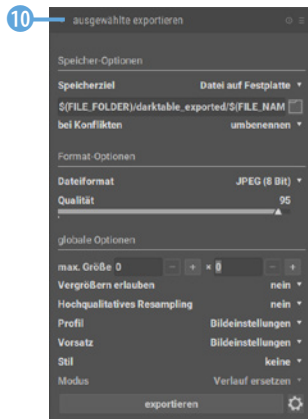 10
ausgewählte exportieren
Speicher-Optionen
Speicherziel Datei auf Festplatte
$(FILE_FOLDER)/darktable_exported/$(FILE_NAM
bei Konflikten umbenennen
Format-Optionen
Dateiformat JPEG (8 Bit)
Qualität 95
globale Optionen
max. Größe 0 − + × 0 − +
Vergrößern erlauben nein
Hochqualitatives Resampling nein
Profil Bildeinstellungen
Vorsatz Bildeinstellungen
Stil keine
Modus Verlauf ersetzen
exportieren